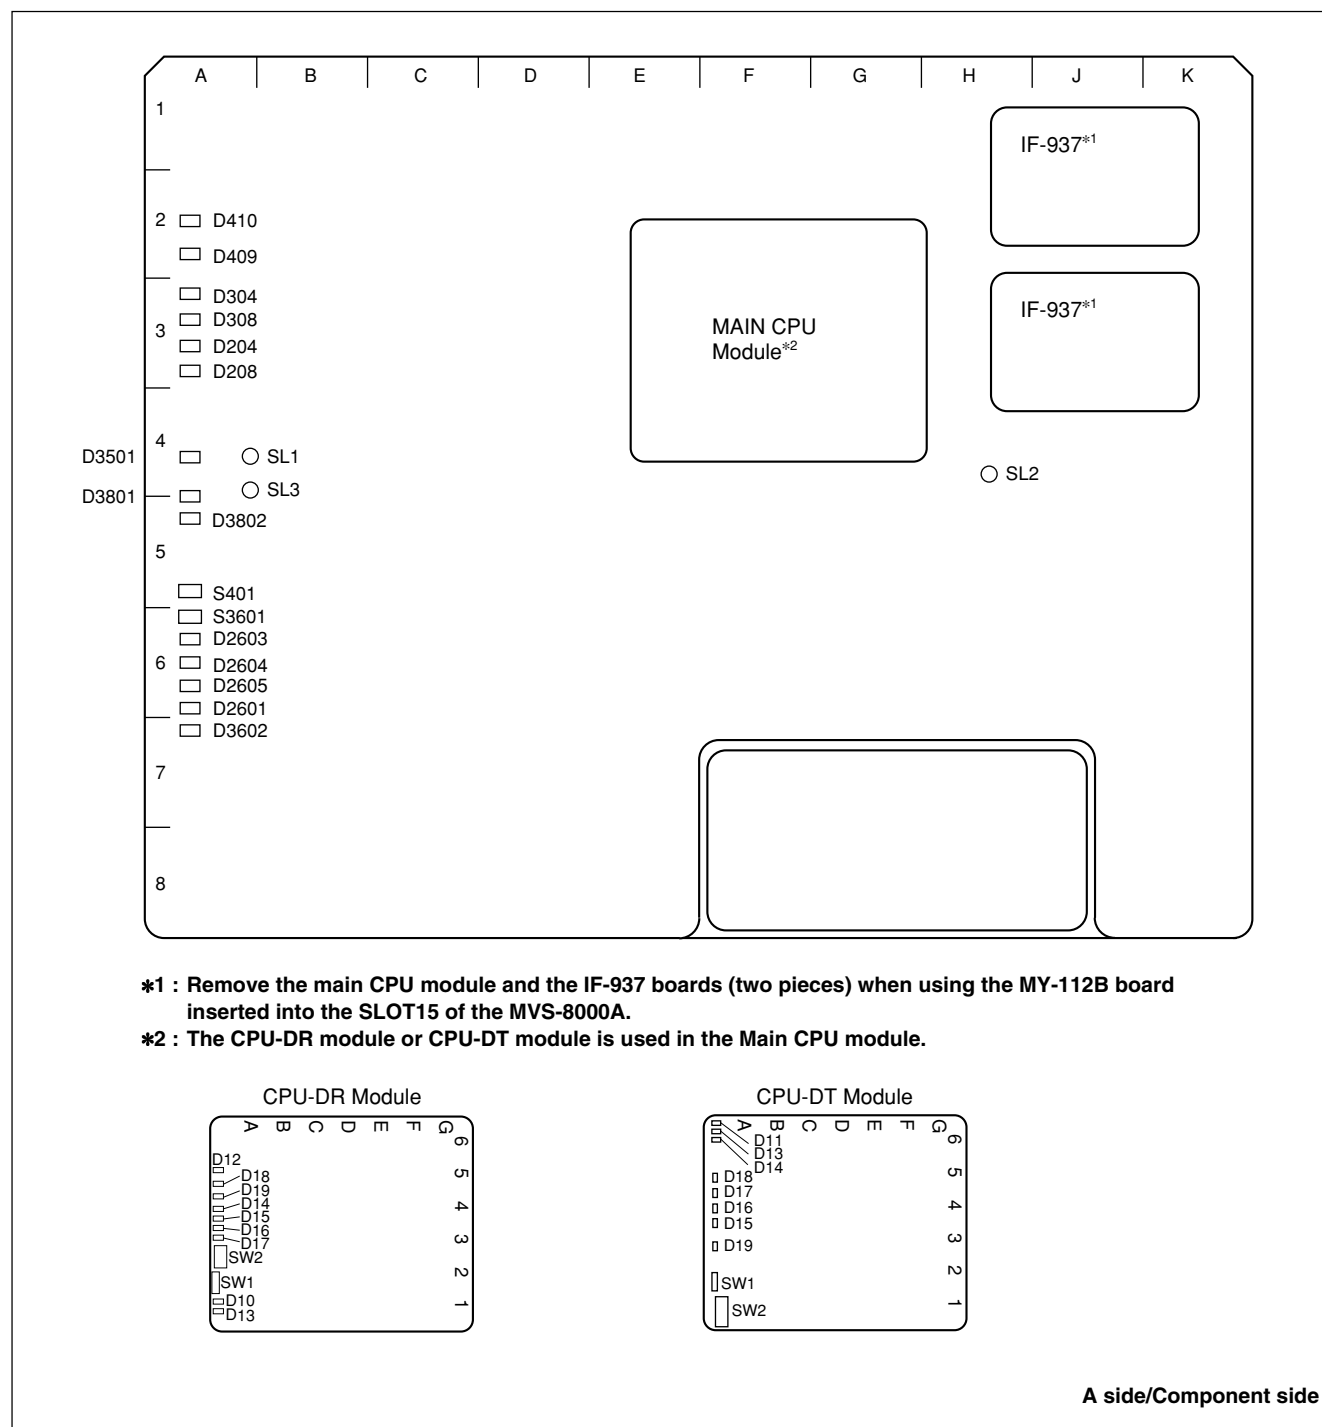 A B C D E F G H J K
1
IF-937*1
2
D410
D409
D304
IF-937*1
D308
3
MAIN CPU
Module*2
D204
D208
4
D3501
SL1
SL2
D3801
SL3
D3802
5
S401
S3601
D2603
6
D2604
D2605
D2601
D3602
7
8
*1 : Remove the main CPU module and the IF-937 boards (two pieces) when using the MY-112B board
inserted into the SLOT15 of the MVS-8000A.
*2 : The CPU-DR module or CPU-DT module is used in the Main CPU module.
CPU-DR Module
A B C D E F G
6
5
4
3
2
1
D12
D18
D19
D14
D15
D16
D17
SW2
SW1
D10
D13
CPU-DT Module
A B C D E F G
6
5
4
3
2
1
D11
D13
D14
D18
D17
D16
D15
D19
SW1
SW2
A side/Component side